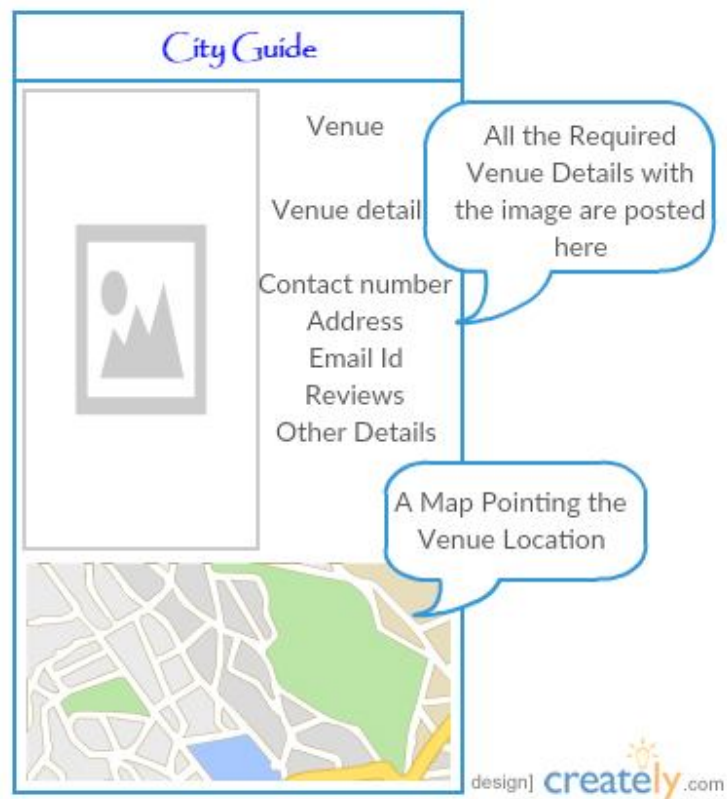 City Guide
Venue
Venue detail
Contact number
Address
Email Id
Reviews
Other Details
All the Required
Venue Details with
the image are posted
here
A Map Pointing the
Venue Location
design] creately.com